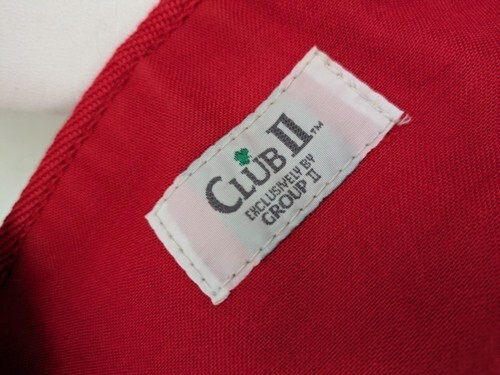 CLUB II™
EXCLUSIVELY BY
GROUP II